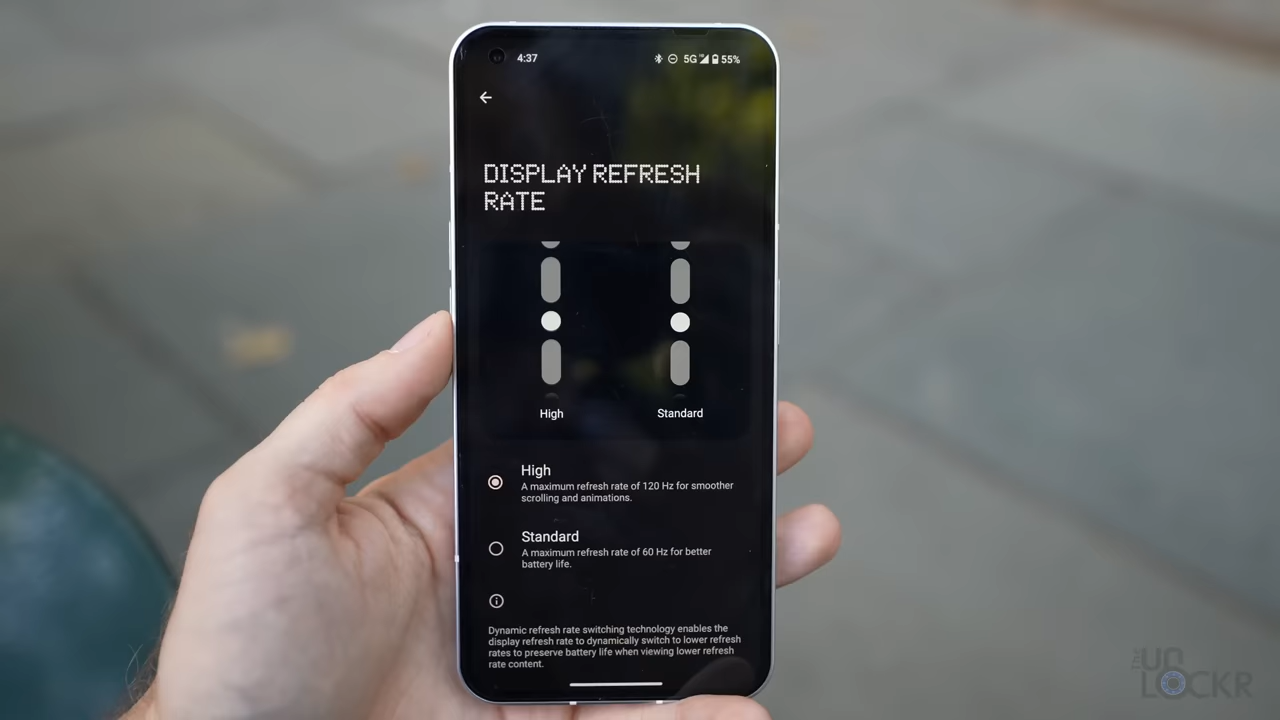 4:37
5G 55%
DISPLAY REFRESH
RATE
High
Standard
High
A maximum refresh rate of 120 Hz for smoother
scrolling and animations.
Standard
A maximum refresh rate of 60 Hz for better
battery life.
Dynamic refresh rate switching technology enables the
display refresh rate to dynamically switch to lower refresh
rates to preserve battery life when viewing lower refresh
rate content.
The
UN
LOCKR